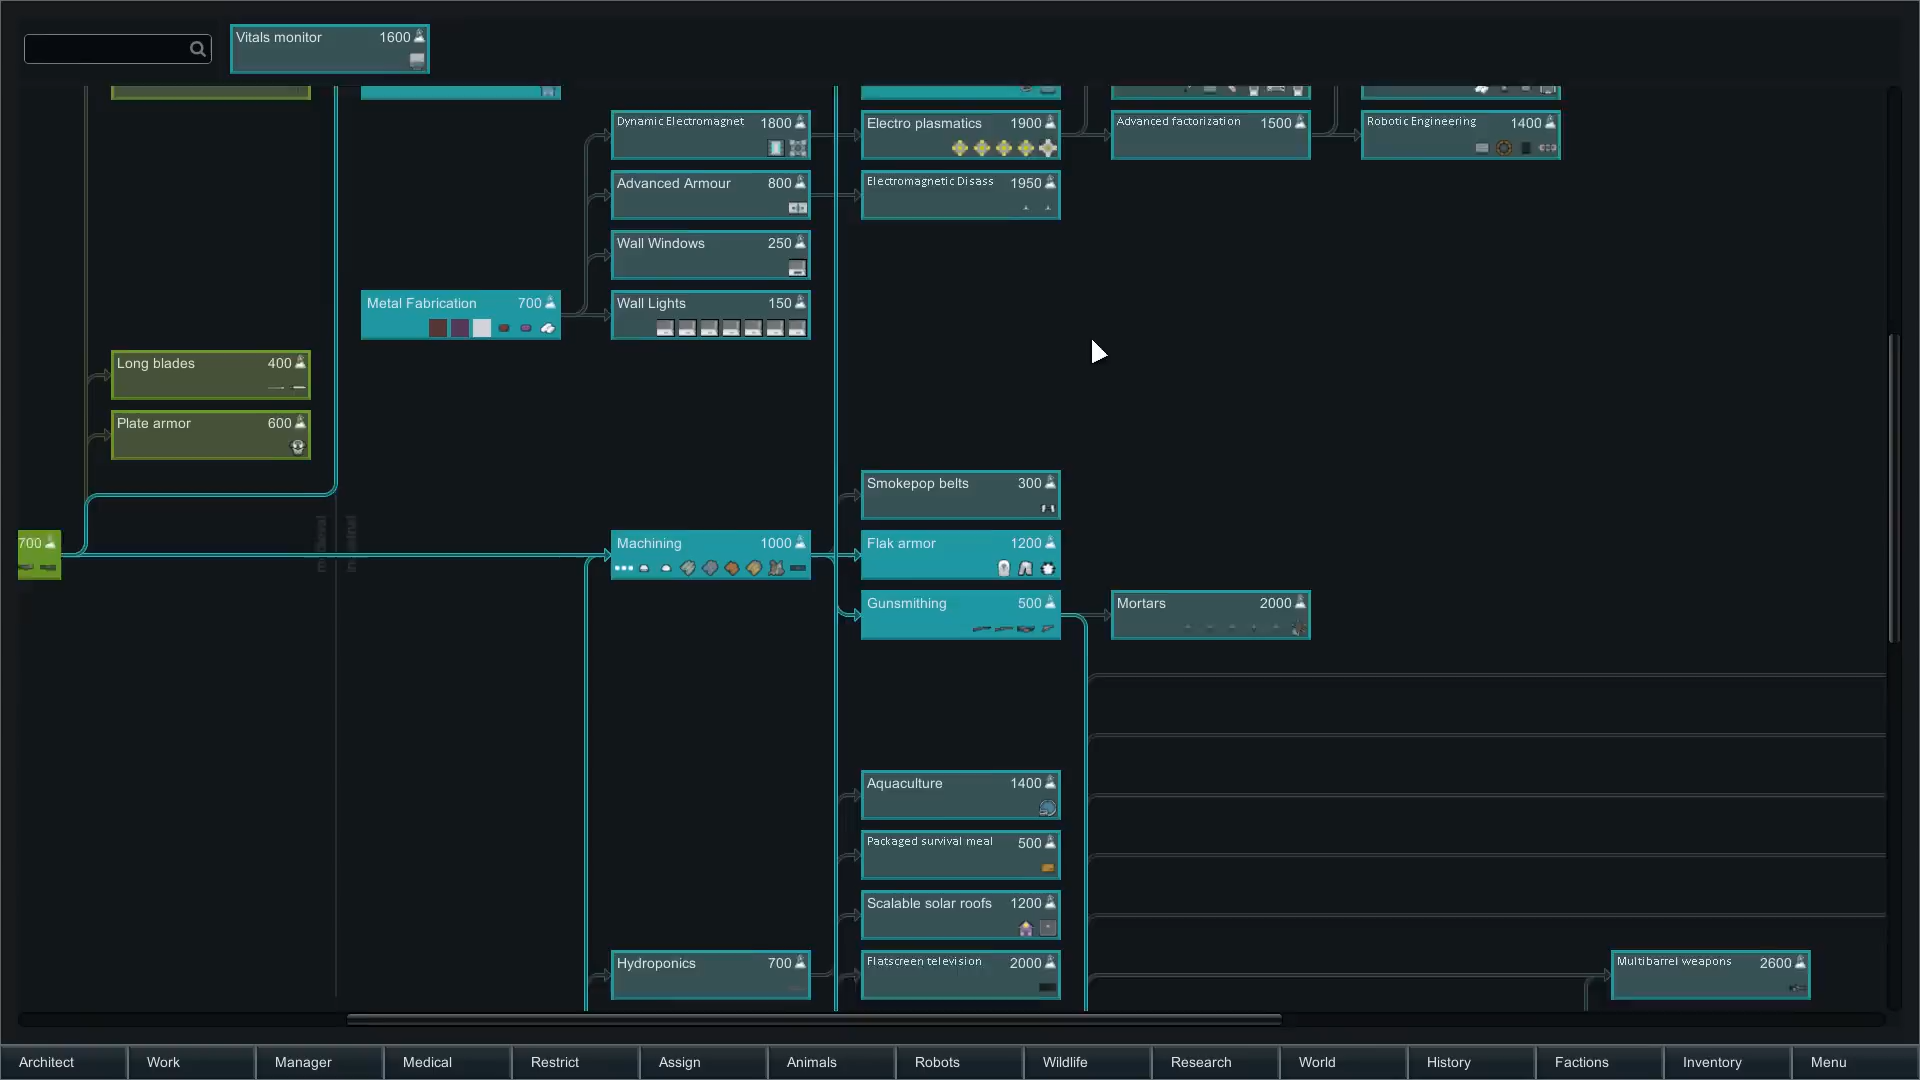 Vitals monitor 1600
Dynamic Electromagnet 1800
Electro plasmatics 1900
Advanced factorization 1500
Robotic Engineering 1400
Advanced Armour 800
Electromagnetic Disass 1950
Wall Windows 250
Metal Fabrication 700
Wall Lights 150
Long blades 400
Plate armor 600
Smokepop belts 300
medieval
industrial
700
Machining 1000
Flak armor 1200
Gunsmithing 500
Mortars 2000
Aquaculture 1400
Packaged survival meal 500
Scalable solar roofs 1200
Hydroponics 700
Flatscreen television 2000
Multibarrel weapons 2600
Architect Work Manager Medical Restrict Assign Animals Robots Wildlife Research World History Factions Inventory Menu